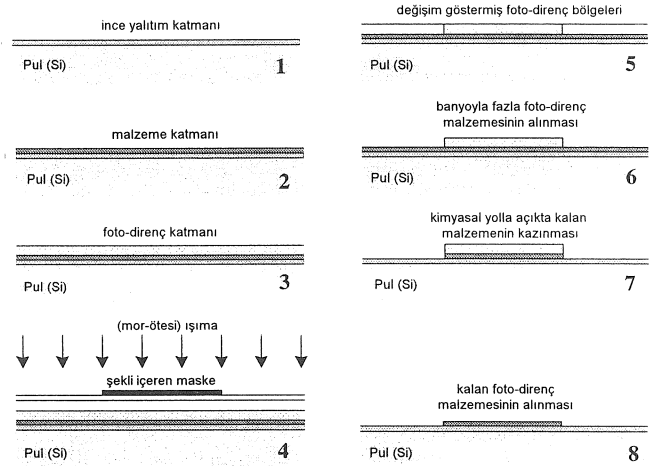 ince yalıtım katmanı
Pul (Si)
1
malzeme katmanı
Pul (Si)
2
foto-direnç katmanı
Pul (Si)
3
(mor-ötesi) ışıma
şekli içeren maske
Pul (Si)
4
değişim göstermiş foto-direnç bölgeleri
Pul (Si)
5
banyoyla fazla foto-direnç
malzemesinin alınması
Pul (Si)
6
kimyasal yolla açıkta kalan
malzemenin kazınması
Pul (Si)
7
kalan foto-direnç
malzemesinin alınması
Pul (Si)
8